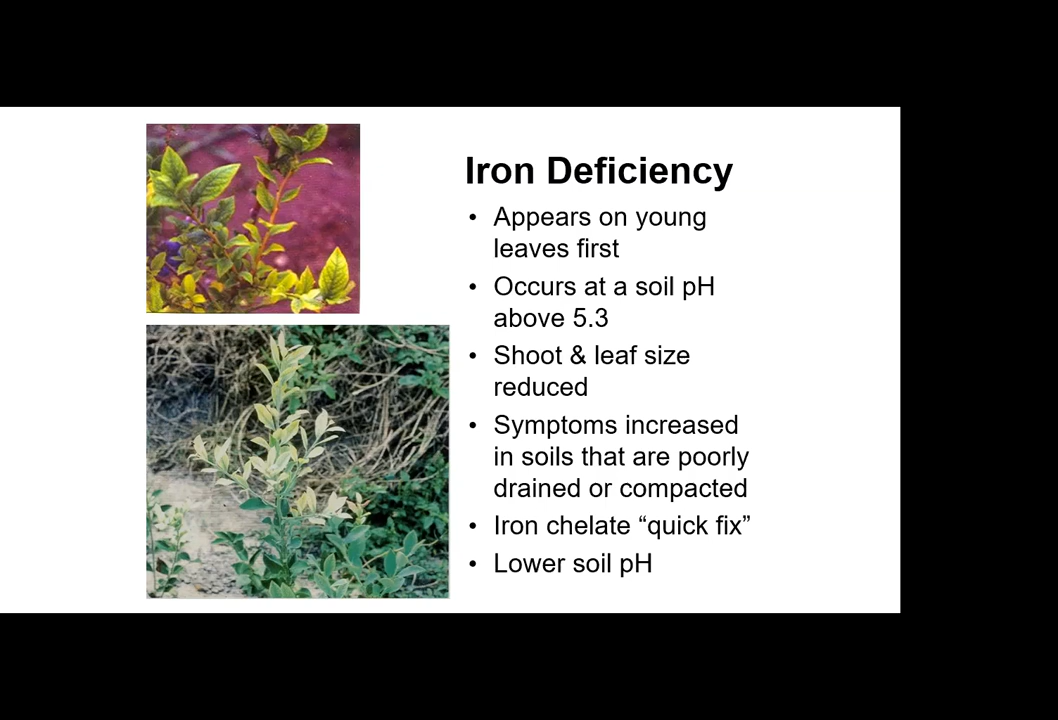 Iron Deficiency
• Appears on young
leaves first
• Occurs at a soil pH
above 5.3
• Shoot & leaf size
reduced
• Symptoms increased
in soils that are poorly
drained or compacted
• Iron chelate “quick fix”
• Lower soil pH